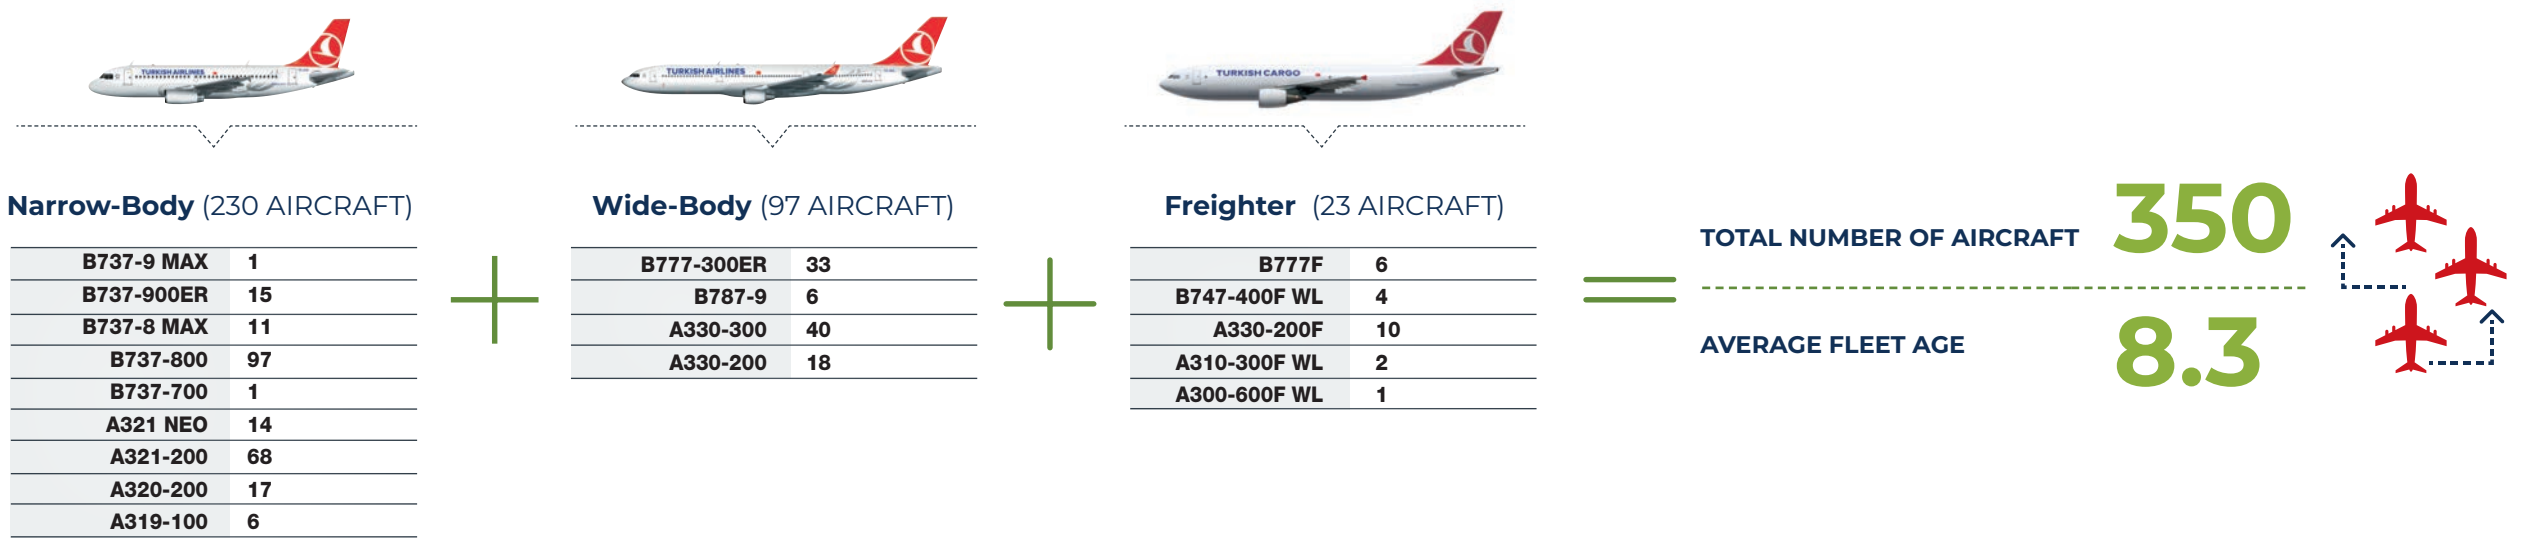 TURKISH AIRLINES
TURKISH AIRLINES
TURKISH CARGO
Narrow-Body (230 AIRCRAFT)
B737-9 MAX 1
B737-900ER 15
B737-8 MAX 11
B737-800 97
B737-700 1
A321 NEO 14
A321-200 68
A320-200 17
A319-100 6
+
Wide-Body (97 AIRCRAFT)
B777-300ER 33
B787-9 6
A330-300 40
A330-200 18
+
Freighter (23 AIRCRAFT)
B777F 6
B747-400F WL 4
A330-200F 10
A310-300F WL 2
A300-600F WL 1
=
TOTAL NUMBER OF AIRCRAFT 350
AVERAGE FLEET AGE 8.3